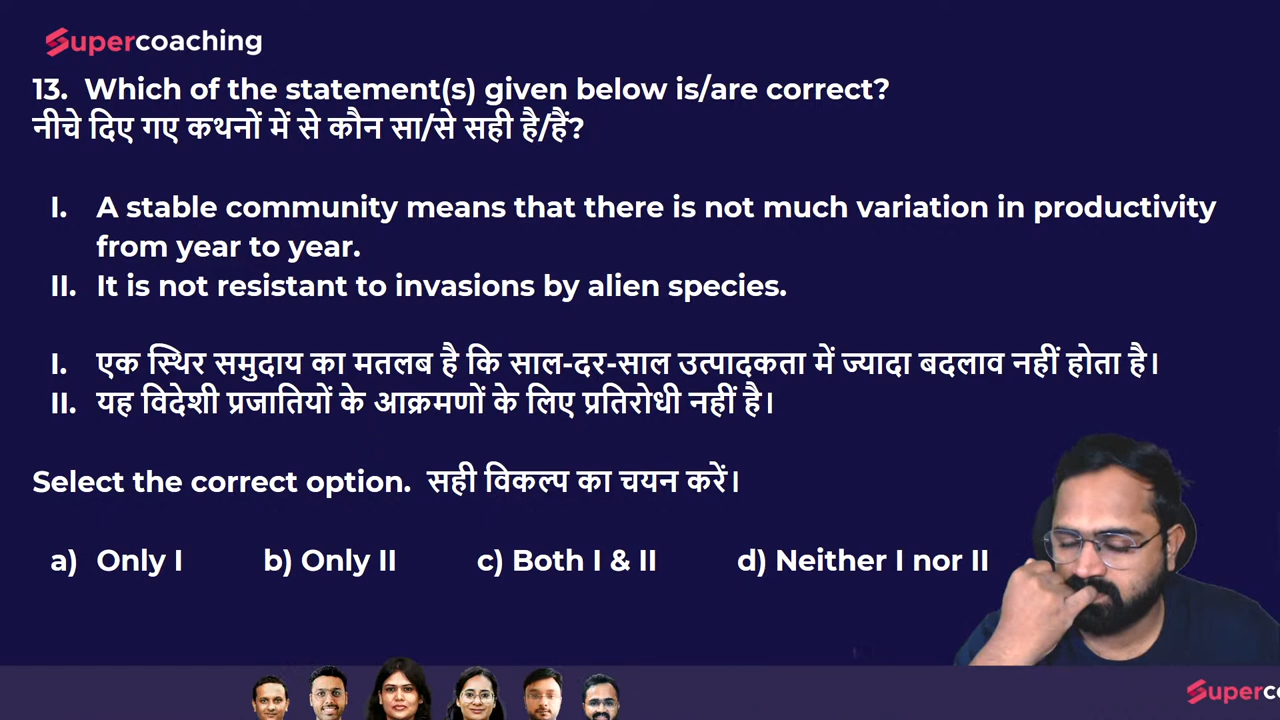 Supercoaching
13. Which of the statement(s) given below is/are correct?
नीचे दिए गए कथनों में से कौन सा/से सही है/हैं?
I. A stable community means that there is not much variation in productivity
from year to year.
II. It is not resistant to invasions by alien species.
I. एक स्थिर समुदाय का मतलब है कि साल-दर-साल उत्पादकता में ज्यादा बदलाव नहीं होता है।
II. यह विदेशी प्रजातियों के आक्रमणों के लिए प्रतिरोधी नहीं है।
Select the correct option. सही विकल्प का चयन करें।
a) Only I b) Only II c) Both I & II d) Neither I nor II
Superco